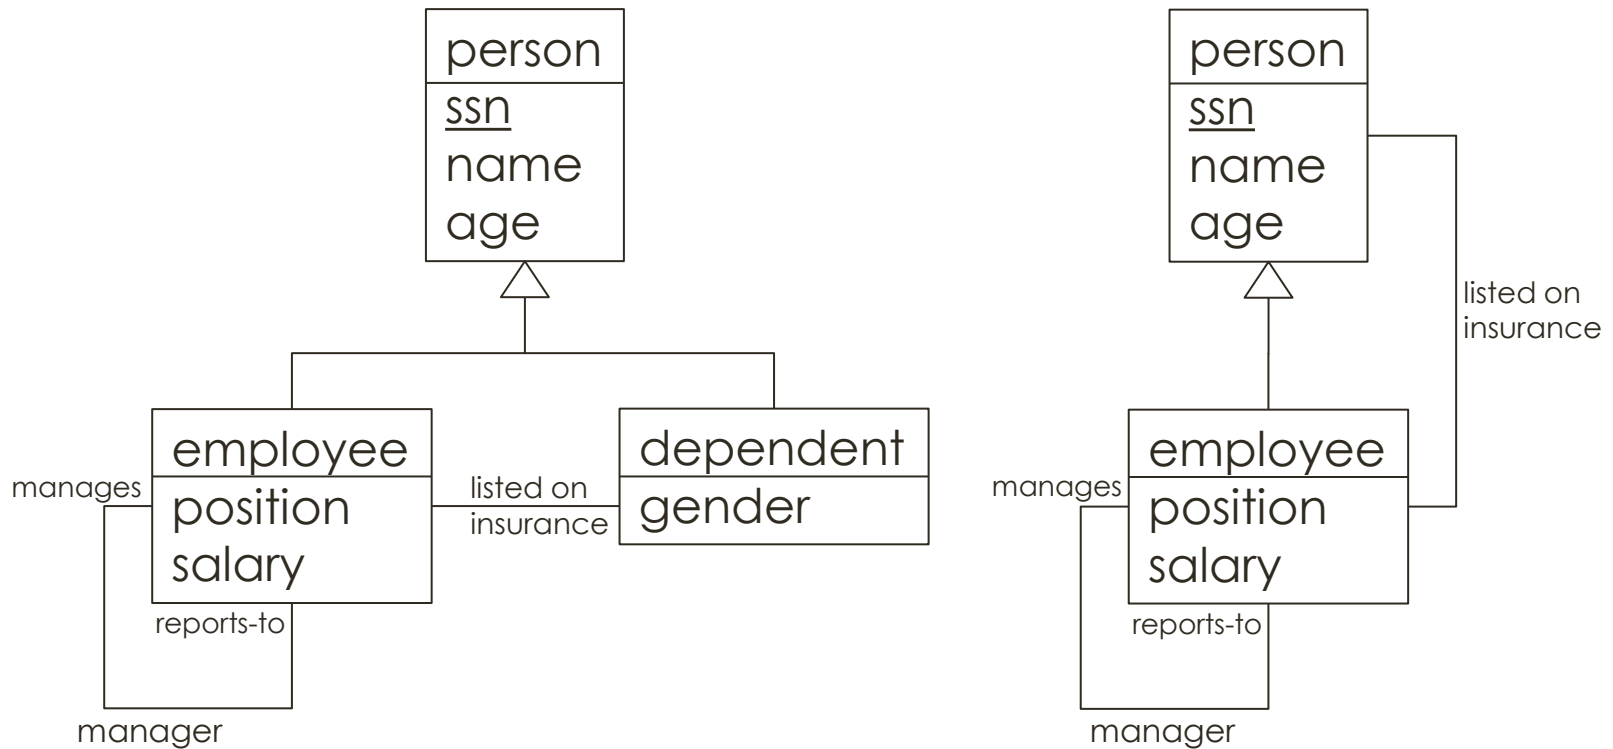 person
ssn
name
age
employee
position
salary
manages
reports-to
manager
listed on
insurance
dependent
gender
person
ssn
name
age
listed on
insurance
employee
position
salary
manages
reports-to
manager